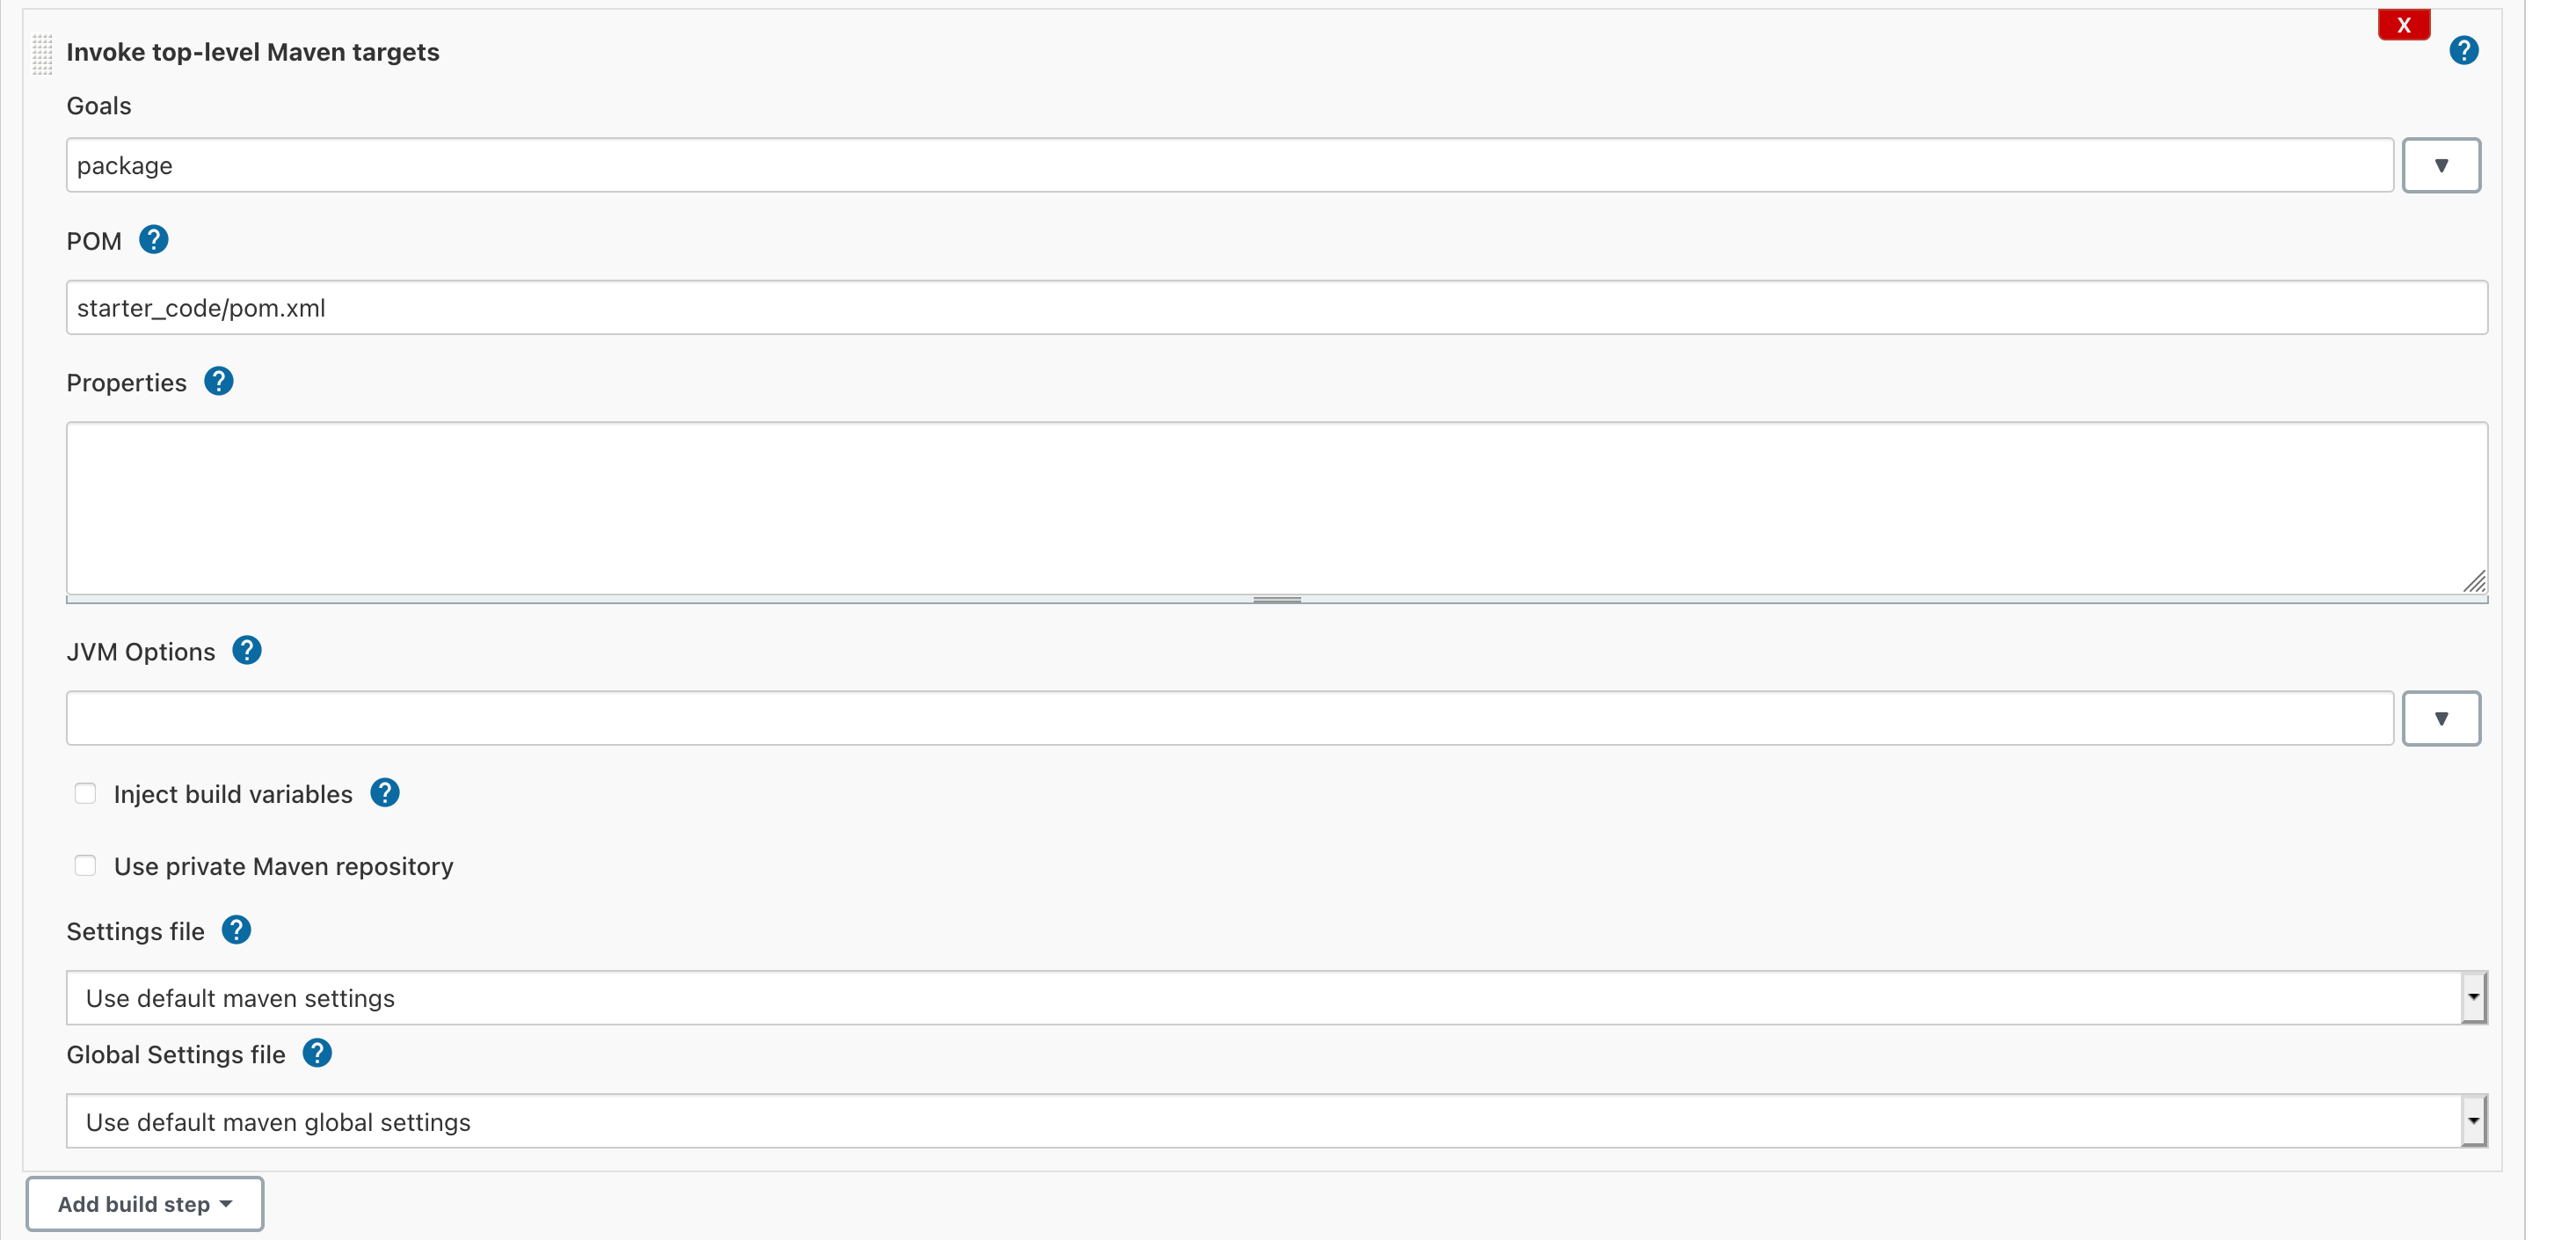 X
Invoke top-level Maven targets ?
Goals
package
POM ?
starter_code/pom.xml
Properties ?
JVM Options ?
Inject build variables ?
Use private Maven repository
Settings file ?
Use default maven settings
Global Settings file ?
Use default maven global settings
Add build step